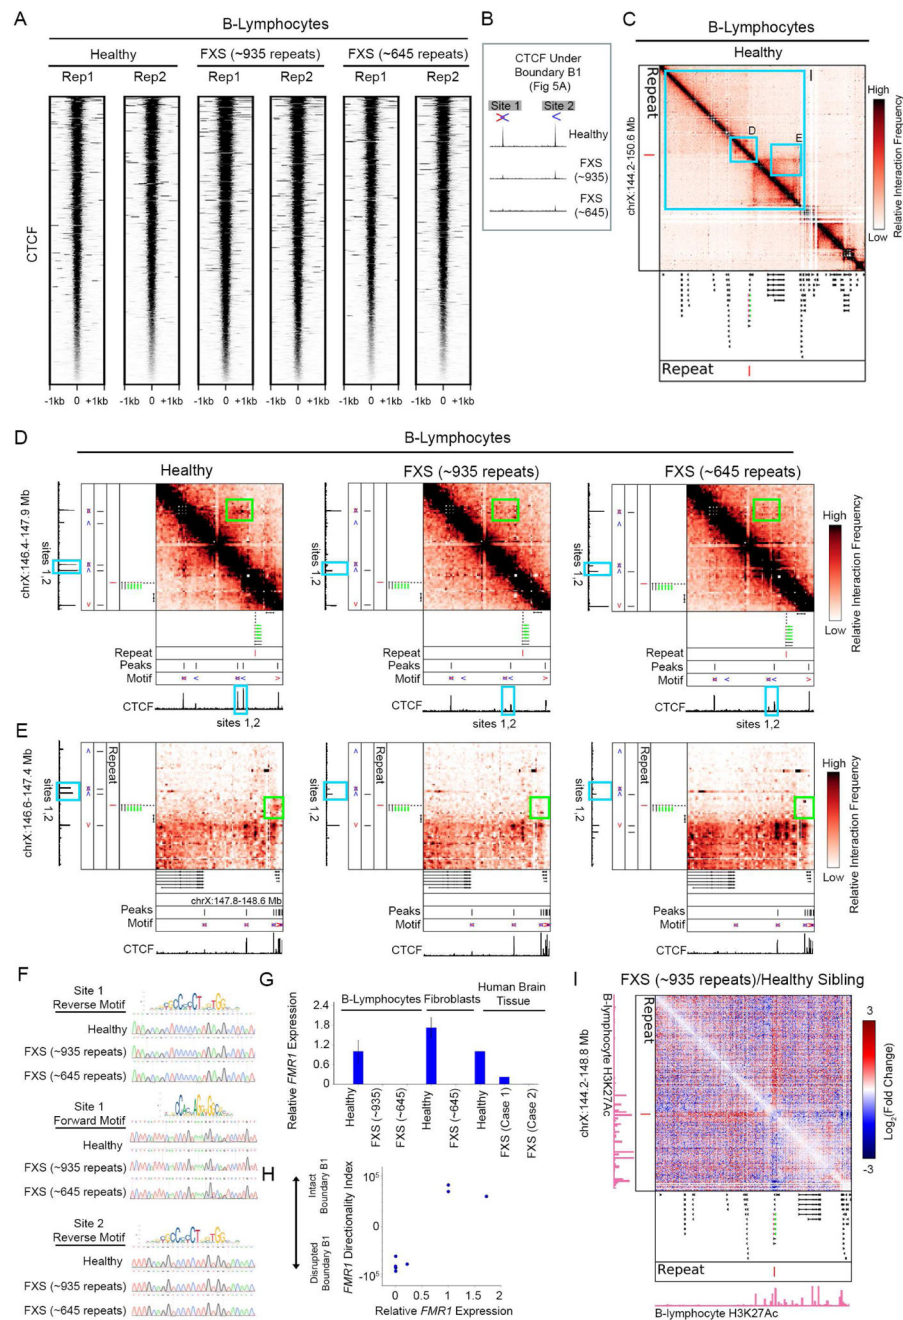 A
B-Lymphocytes
Healthy
FXS (~935 repeats)
FXS (~645 repeats)
Rep1
Rep2
Rep1
Rep2
Rep1
Rep2
CTCF
-1kb 0 +1kb
-1kb 0 +1kb
-1kb 0 +1kb
-1kb 0 +1kb
-1kb 0 +1kb
-1kb 0 +1kb
B
CTCF Under
Boundary B1
(Fig 5A)
Site 1
Site 2
Healthy
FXS
(~935)
FXS
(~645)
C
B-Lymphocytes
Healthy
Repeat
I
D
E
chrX:144.2-150.6 Mb
High
Low
Relative Interaction Frequency
Repeat
D
B-Lymphocytes
Healthy
FXS (~935 repeats)
FXS (~645 repeats)
chrX:146.4-147.9 Mb
sites 1,2
sites 1,2
sites 1,2
High
Low
Relative Interaction Frequency
Repeat
Peaks
Motif
CTCF
sites 1,2
Repeat
Peaks
Motif
CTCF
sites 1,2
Repeat
Peaks
Motif
CTCF
sites 1,2
E
chrX:146.6-147.4 Mb
sites 1,2
Repeat
sites 1,2
Repeat
sites 1,2
Repeat
High
Low
Relative Interaction Frequency
chrX:147.8-148.6 Mb
Peaks
Motif
CTCF
Peaks
Motif
CTCF
Peaks
Motif
CTCF
F
Site 1
Reverse Motif
Healthy
FXS (~935 repeats)
FXS (~645 repeats)
Site 1
Forward Motif
Healthy
FXS (~935 repeats)
FXS (~645 repeats)
Site 2
Reverse Motif
Healthy
FXS (~935 repeats)
FXS (~645 repeats)
G
B-Lymphocytes
Fibroblasts
Human Brain
Tissue
Relative FMR1 Expression
2.4
1.8
1.2
0.6
0
Healthy
FXS (~935)
FXS (~645)
Healthy
FXS (~645)
Healthy
FXS (Case 1)
FXS (Case 2)
H
Intact
Boundary B1
Disrupted
Boundary B1
FMR1 Directionality Index
10⁵
0
-10⁵
0 0.5 1 1.5 2
Relative FMR1 Expression
I
FXS (~935 repeats)/Healthy Sibling
B-lymphocyte H3K27Ac
chrX:144.2-148.8 Mb
Repeat
3
-3
Log₂(Fold Change)
Repeat
B-lymphocyte H3K27Ac